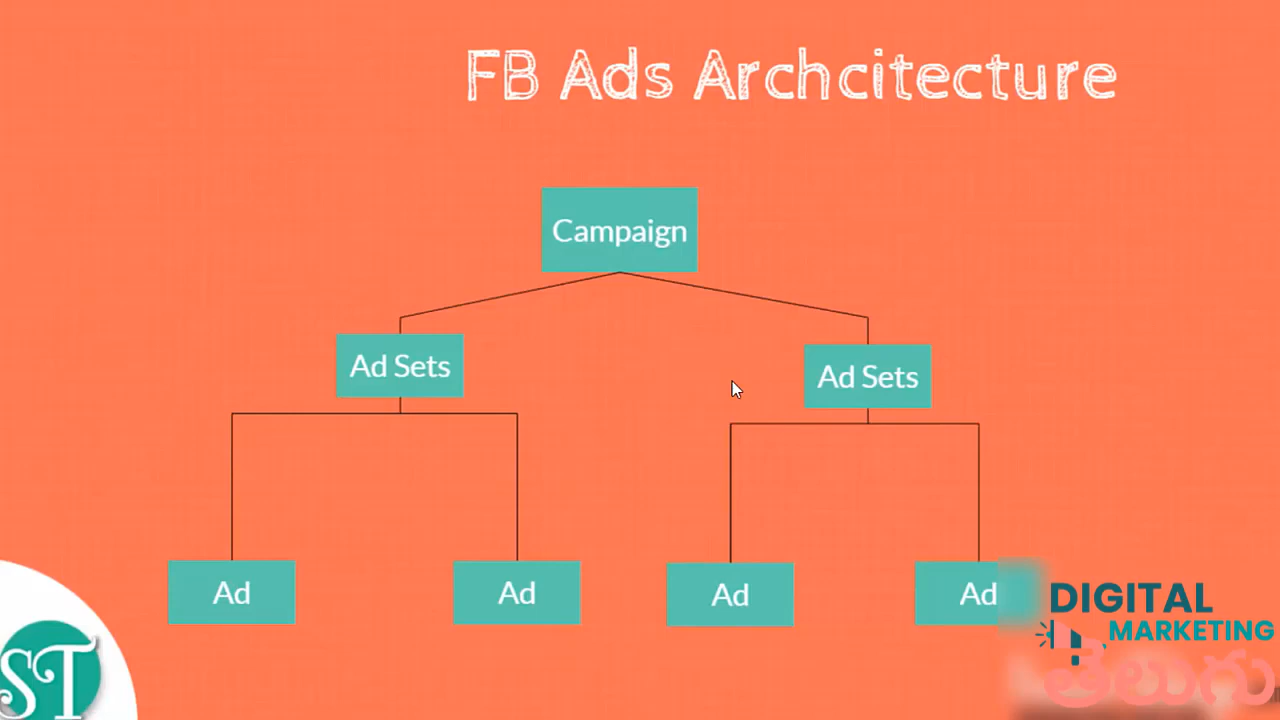 FB Ads Archcitecture
Campaign
Ad Sets
Ad Sets
Ad
Ad
Ad
Ad
ST
DIGITAL
MARKETING
తెలుగు